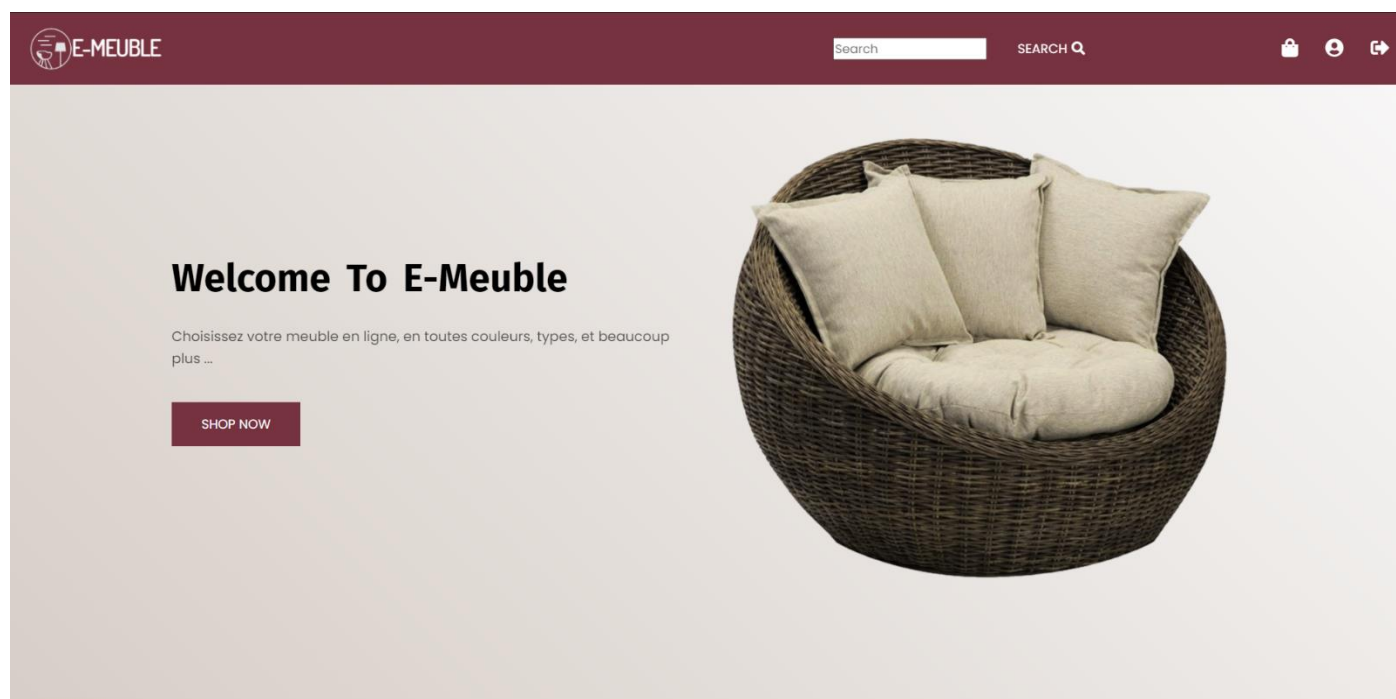 E-MEUBLE
Search
SEARCH
Welcome To E-Meuble
Choisissez votre meuble en ligne, en toutes couleurs, types, et beaucoup
plus ...
SHOP NOW